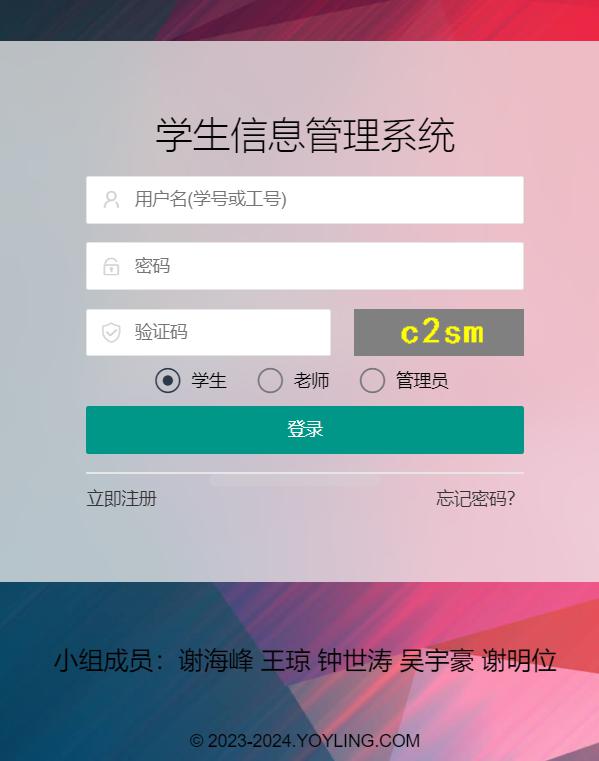 学生信息管理系统
用户名(学号或工号)
密码
验证码 c2sm
学生 老师 管理员
登录
立即注册 忘记密码?
小组成员：谢海峰 王琼 钟世涛 吴宇豪 谢明位
© 2023-2024.YOYLING.COM